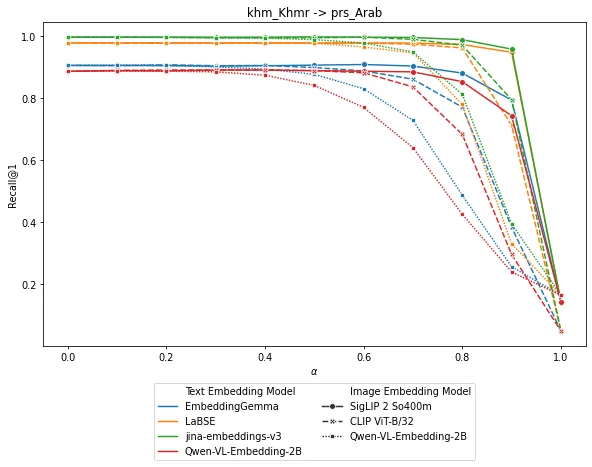 khm_Khmr -> prs_Arab
1.0
0.8
0.6
0.4
0.2
Recall@1
0.0 0.2 0.4 0.6 0.8 1.0
α
Text Embedding Model
EmbeddingGemma
LaBSE
jina-embeddings-v3
Qwen-VL-Embedding-2B
Image Embedding Model
SigLIP 2 So400m
CLIP ViT-B/32
Qwen-VL-Embedding-2B